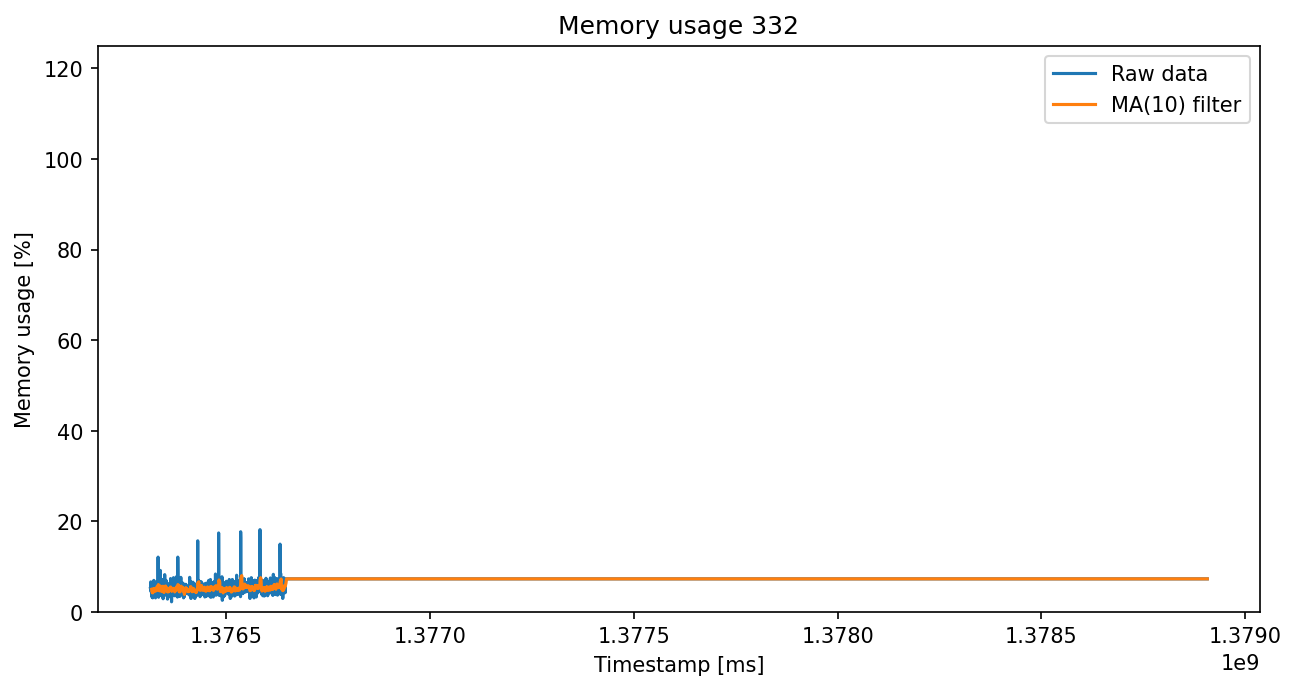 Memory usage 332
Raw data
MA(10) filter
Memory usage [%]
120
100
80
60
40
20
0
1.3765 1.3770 1.3775 1.3780 1.3785 1.3790
1e9
Timestamp [ms]